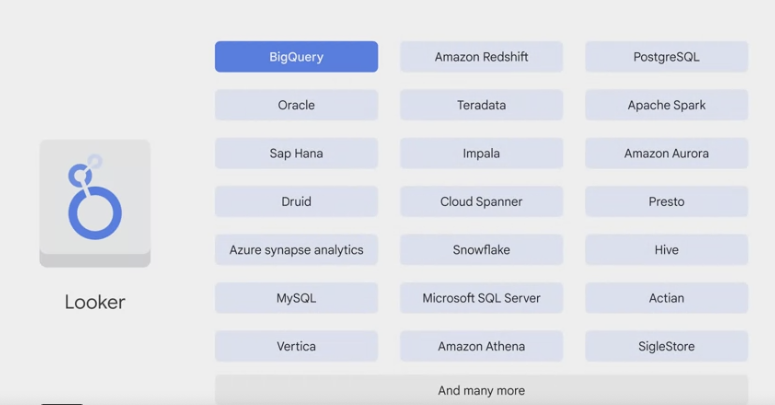 BigQuery
Amazon Redshift
PostgreSQL
Oracle
Teradata
Apache Spark
Sap Hana
Impala
Amazon Aurora
Druid
Cloud Spanner
Presto
Azure synapse analytics
Snowflake
Hive
Looker
MySQL
Microsoft SQL Server
Actian
Vertica
Amazon Athena
SigleStore
And many more